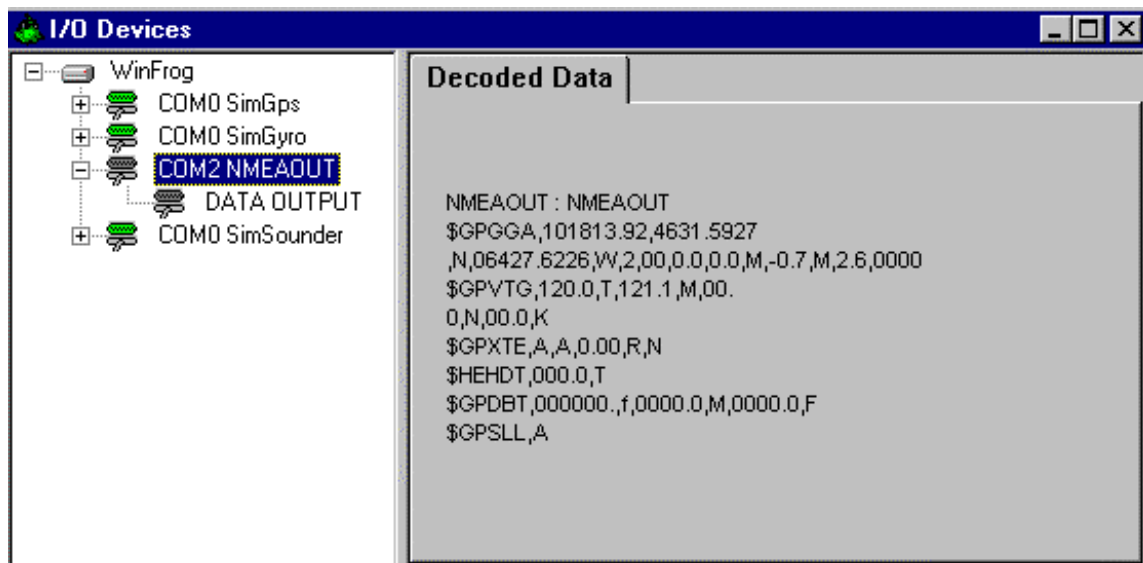 I/O Devices
WinFrog
COM0 SimGps
COM0 SimGyro
COM2 NMEAOUT
DATA OUTPUT
COM0 SimSounder
Decoded Data
NMEAOUT : NMEAOUT
$GPGGA,101813.92,4631.5927
,N,06427.6226,W,2,00,0.0,0.0,M,-0.7,M,2.6,0000
$GPVTG,120.0,T,121.1,M,00.
0,N,00.0,K
$GPXTE,A,A,0.00,R,N
$HEHDT,000.0,T
$GPDBT,000000.,f,0000.0,M,0000.0,F
$GPSLL,A